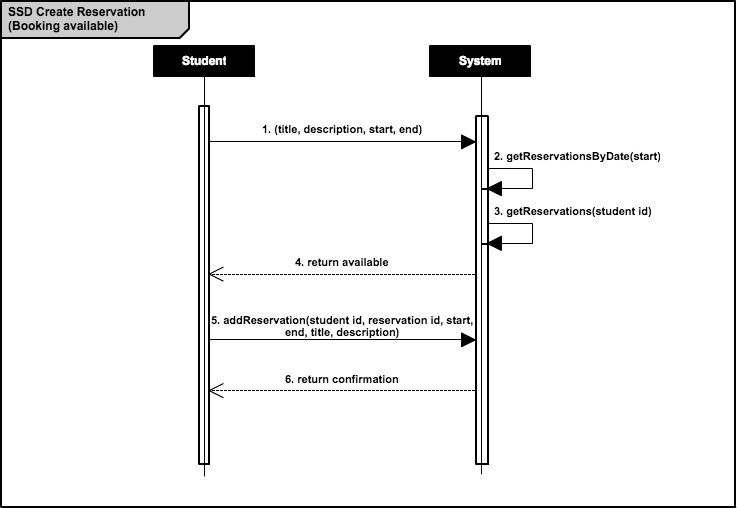 SSD Create Reservation
(Booking available)
Student
System
1. (title, description, start, end)
2. getReservationsByDate(start)
3. getReservations(student id)
4. return available
5. addReservation(student id, reservation id, start,
end, title, description)
6. return confirmation